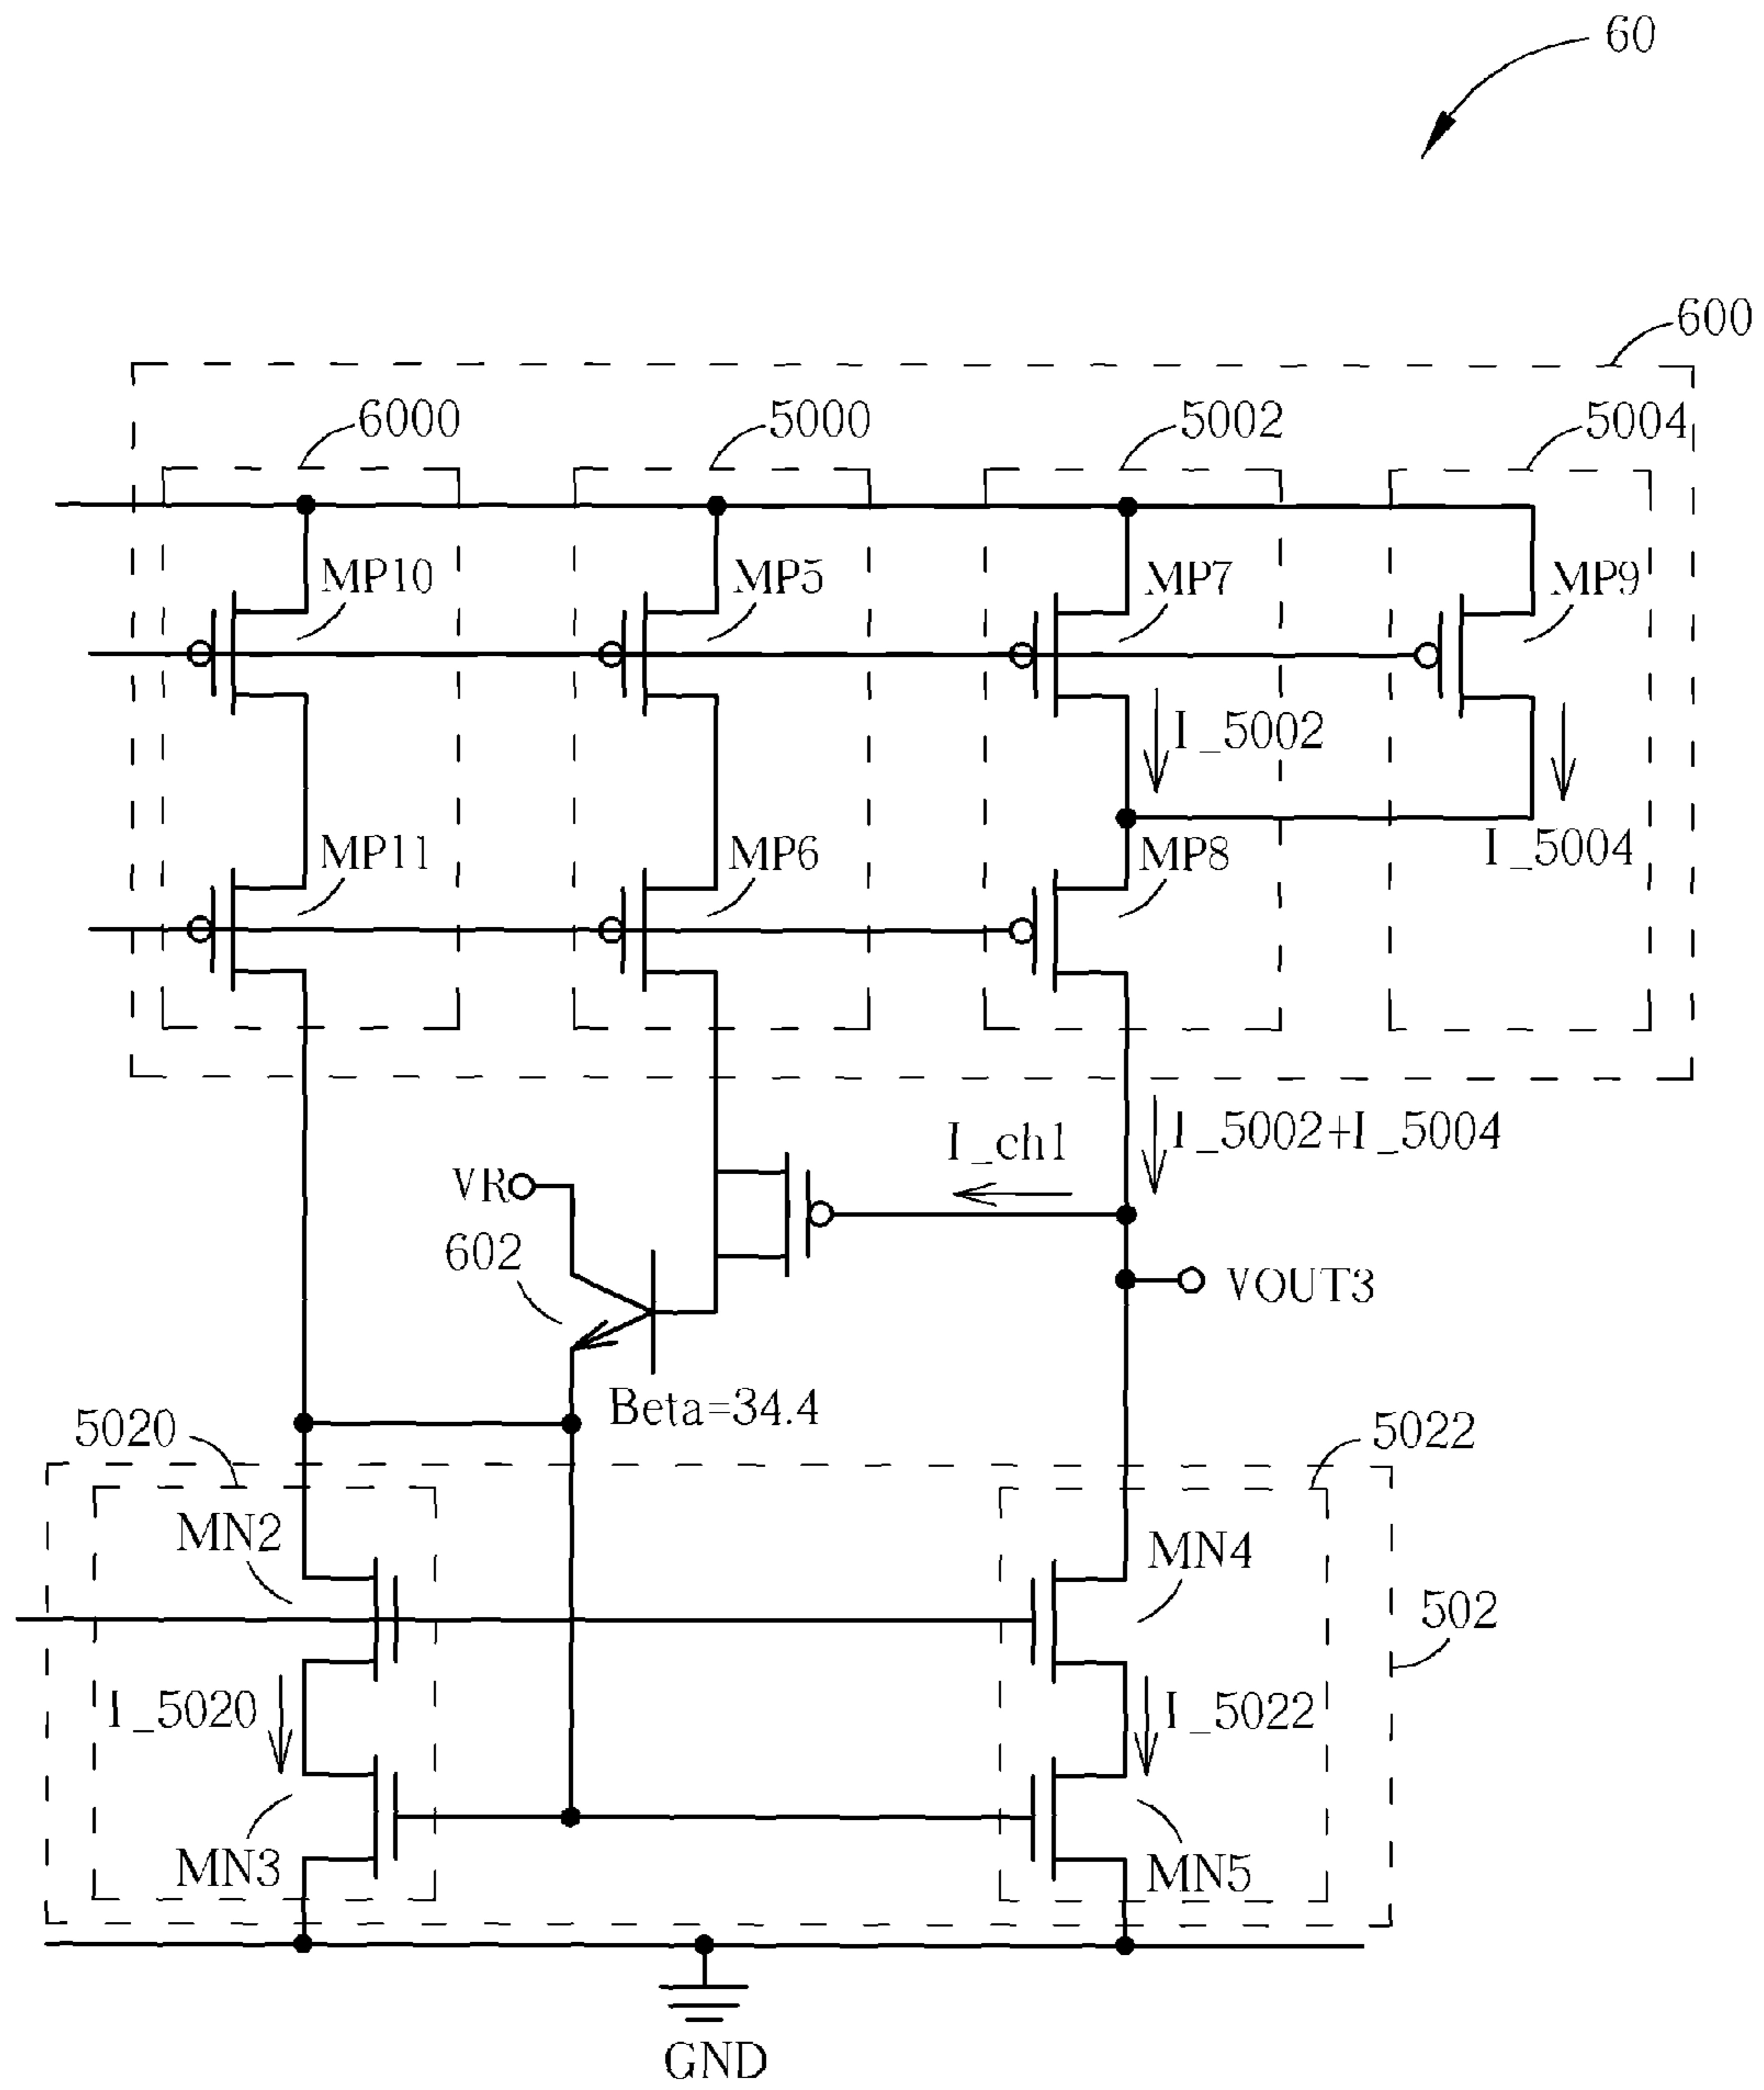 60
600
6000
5000
5002
5004
MP10
MP5
MP7
MP9
I_5002
MP11
MP6
MP8
I_5004
I_ch1
I_5002+I_5004
VR
602
VOUT3
Beta=34.4
5020
5022
MN2
MN4
502
I_5020
I_5022
MN3
MN5
GND